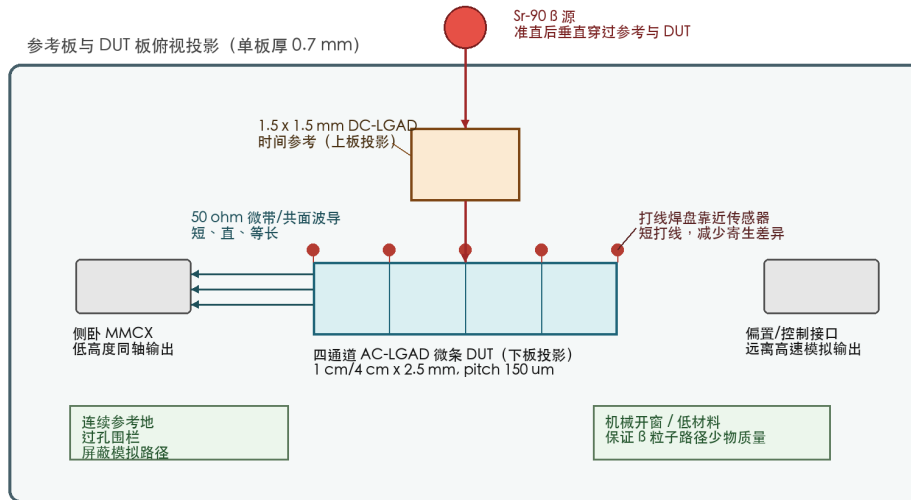 Sr-90 β 源
准直后垂直穿过参考与 DUT
参考板与 DUT 板俯视投影（单板厚 0.7 mm）
1.5 x 1.5 mm DC-LGAD
时间参考（上板投影）
50 ohm 微带/共面波导
短、直、等长
打线焊盘靠近传感器
短打线，减少寄生差异
侧卧 MMCX
低高度同轴输出
四通道 AC-LGAD 微条 DUT（下板投影）
1 cm/4 cm x 2.5 mm, pitch 150 um
偏置/控制接口
远离高速模拟输出
连续参考地
过孔围栏
屏蔽模拟路径
机械开窗 / 低材料
保证 β 粒子路径少物质量